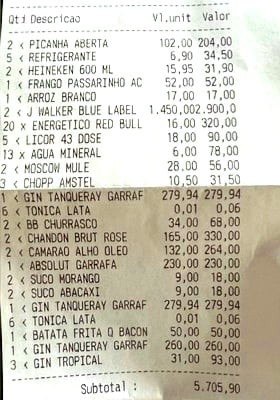 Qti Descricao Vl.unit Valor
2 < PICANHA ABERTA 102,00 204,00
5 < REFRIGERANTE 6,90 34,50
2 < HEINEKEN 600 ML 15,95 31,90
1 < FRANGO PASSARINHO AC 52,00 52,00
1 < ARROZ BRANCO 17,00 17,00
2 < J WALKER BLUE LABEL 1.450,00 2.900,0
20 x ENERGETICO RED BULL 16,00 320,00
5 < LICOR 43 DOSE 18,00 90,00
13 x AGUA MINERAL 6,00 78,00
2 < MOSCOW MULE 28,00 56,00
3 < CHOPP AMSTEL 10,50 31,50
1 < GIN TANQUERAY GARRAF 279,94 279,94
6 < TONICA LATA 0,01 0,06
2 < BB CHURRASCO 34,00 68,00
2 < CHANDON BRUT ROSE 165,00 330,00
2 < CAMARAO ALHO OLEO 132,00 264,00
1 < ABSOLUT GARRAFA 230,00 230,00
2 < SUCO MORANGO 9,00 18,00
2 < SUCO ABACAXI 9,00 18,00
1 < GIN TANQUERAY GARRAF 279,94 279,94
6 < TONICA LATA 0,01 0,06
1 < BATATA FRITA Q BACON 50,00 50,00
1 < GIN TANQUERAY GARRAF 260,00 260,00
3 < GIN TROPICAL 31,00 93,00
Subtotal : 5.705,90